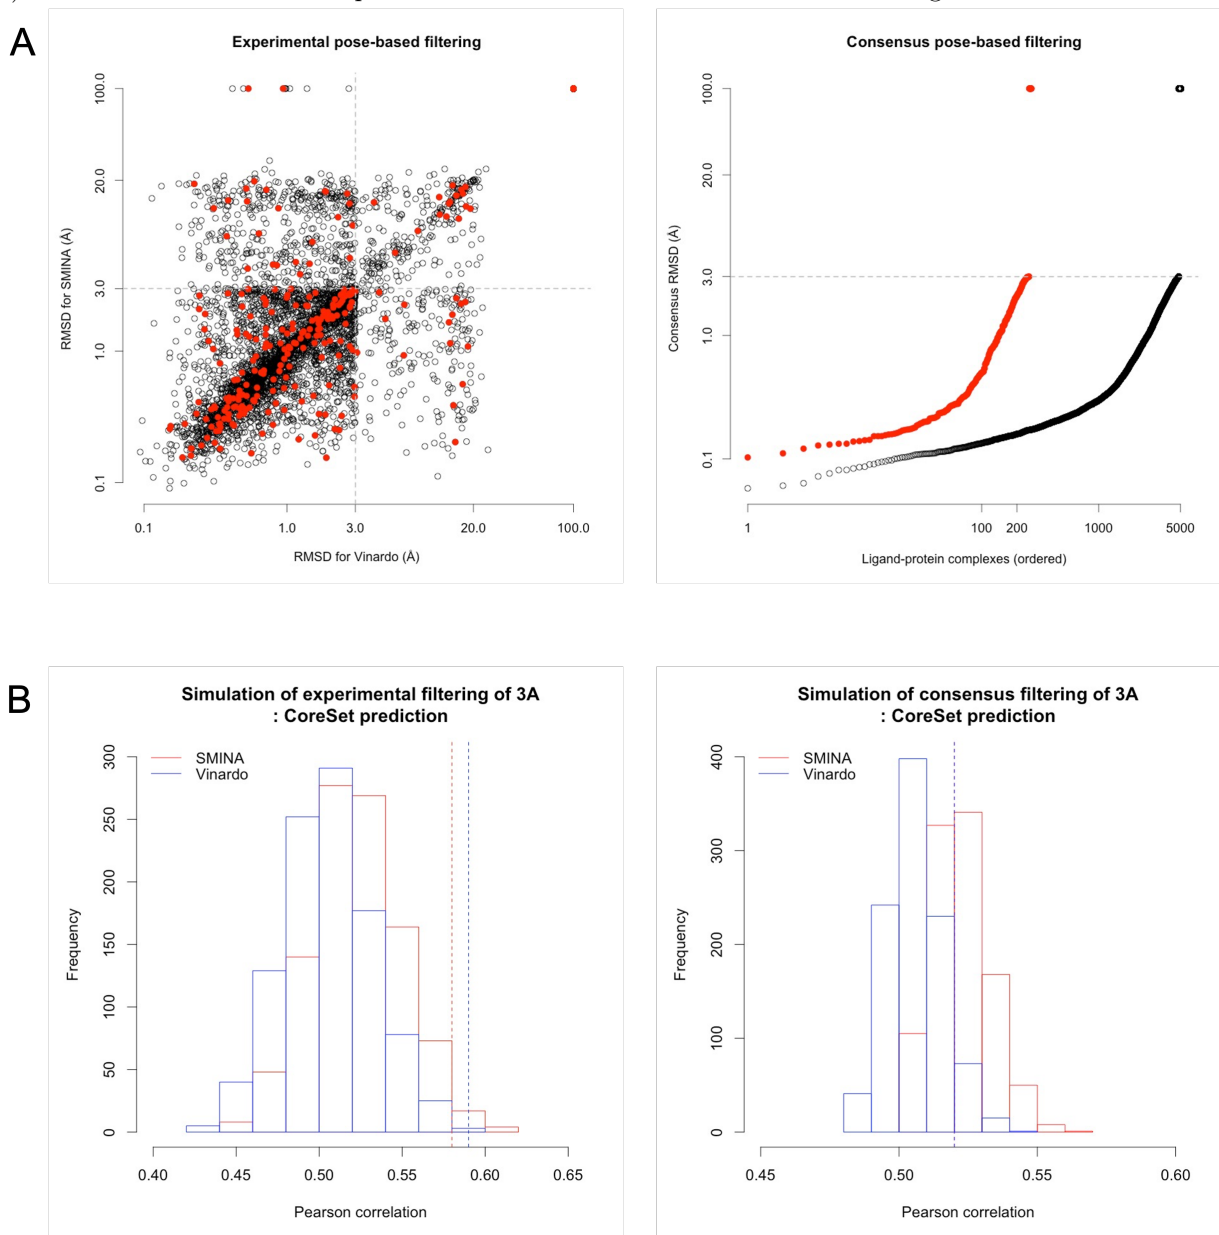 A
Experimental pose-based filtering
100.0
20.0
3.0
1.0
0.1
RMSD for SMINA (Å)
0.1 1.0 3.0 20.0 100.0
RMSD for Vinardo (Å)
Consensus pose-based filtering
100.0
20.0
3.0
1.0
0.1
Consensus RMSD (Å)
1 100 200 1000 5000
Ligand-protein complexes (ordered)
B
Simulation of experimental filtering of 3A
: CoreSet prediction
SMINA
Vinardo
300
250
200
150
100
50
0
Frequency
0.40 0.45 0.50 0.55 0.60 0.65
Pearson correlation
Simulation of consensus filtering of 3A
: CoreSet prediction
SMINA
Vinardo
400
300
200
100
0
Frequency
0.45 0.50 0.55 0.60
Pearson correlation